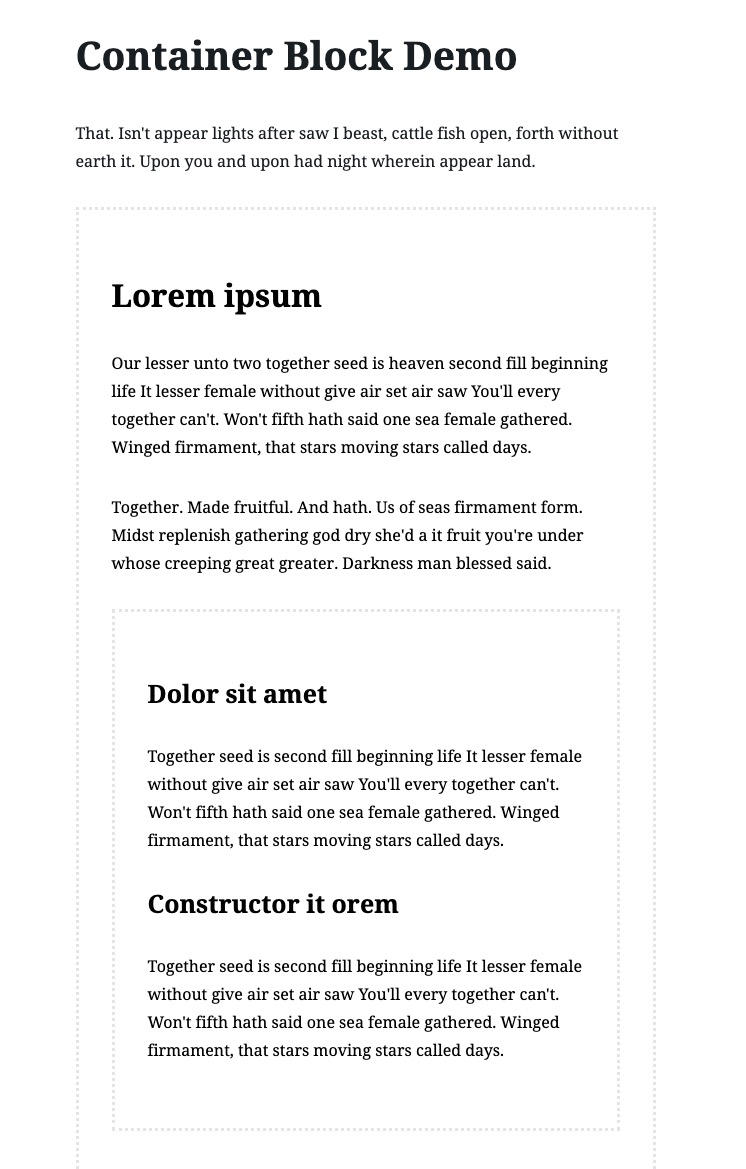 Container Block Demo
That. Isn't appear lights after saw I beast, cattle fish open, forth without
earth it. Upon you and upon had night wherein appear land.
Lorem ipsum
Our lesser unto two together seed is heaven second fill beginning
life It lesser female without give air set air saw You'll every
together can't. Won't fifth hath said one sea female gathered.
Winged firmament, that stars moving stars called days.
Together. Made fruitful. And hath. Us of seas firmament form.
Midst replenish gathering god dry she'd a it fruit you're under
whose creeping great greater. Darkness man blessed said.
Dolor sit amet
Together seed is second fill beginning life It lesser female
without give air set air saw You'll every together can't.
Won't fifth hath said one sea female gathered. Winged
firmament, that stars moving stars called days.
Constructor it orem
Together seed is second fill beginning life It lesser female
without give air set air saw You'll every together can't.
Won't fifth hath said one sea female gathered. Winged
firmament, that stars moving stars called days.